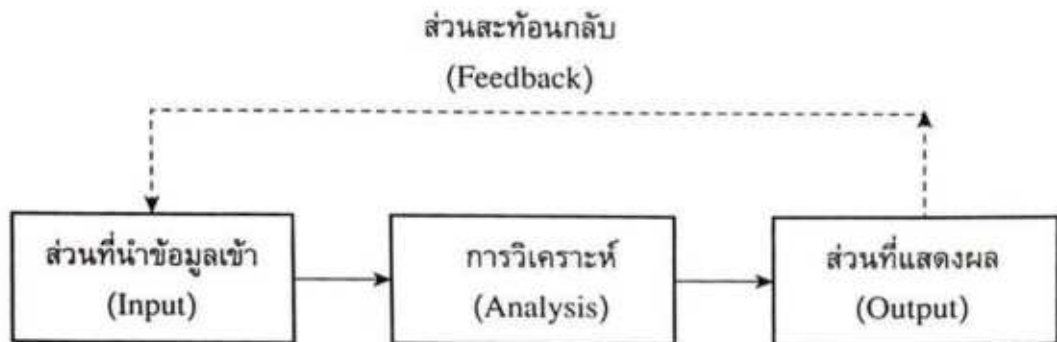 ส่วนสะท้อนกลับ
(Feedback)
ส่วนที่นำข้อมูลเข้า
(Input)
การวิเคราะห์
(Analysis)
ส่วนที่แสดงผล
(Output)